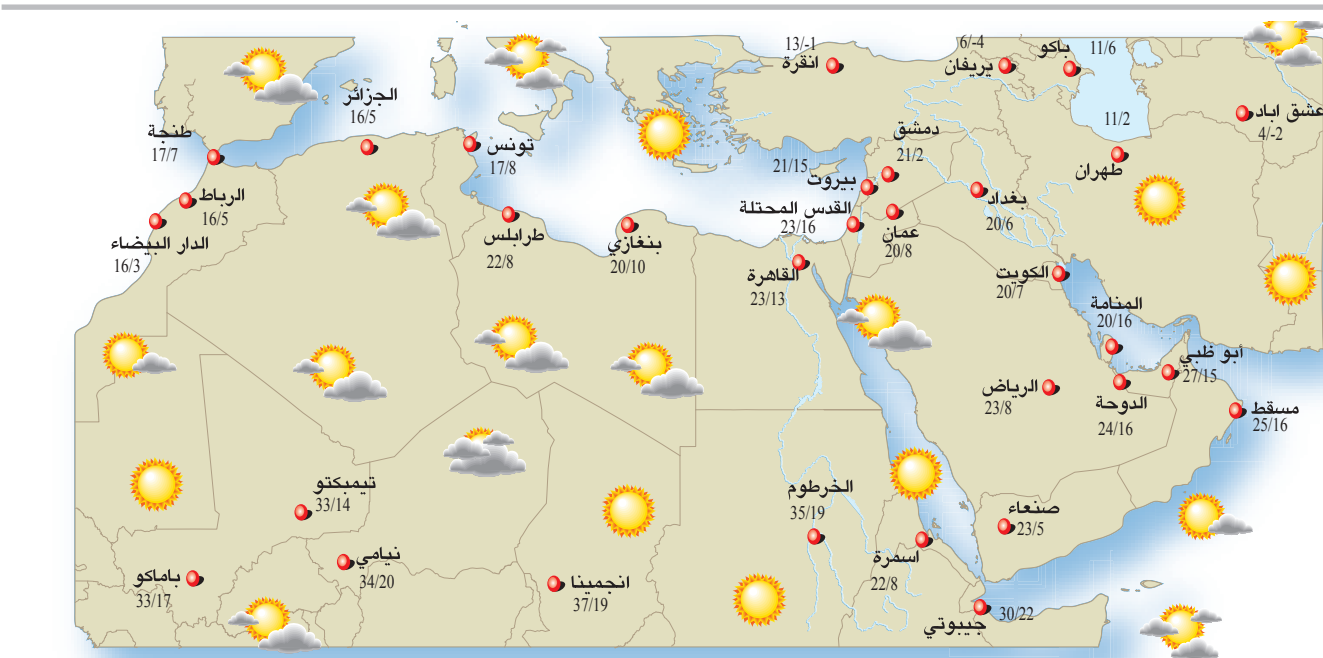 13/-1
انقرة
6/-4
يريفان
باكو
11/6
11/2
طهران
عشق اباد
4/-2
الجزائر
16/5
طنجة
17/7
تونس
17/8
دمشق
21/2
21/15
بيروت
القدس المحتلة
23/16
عمان
20/8
بغداد
20/6
الرباط
16/5
الدار البيضاء
16/3
طرابلس
22/8
بنغازي
20/10
القاهرة
23/13
الكويت
20/7
المنامة
20/16
أبو ظبي
27/15
الرياض
23/8
الدوحة
24/16
مسقط
25/16
تيمبكتو
33/14
الخرطوم
35/19
صنعاء
23/5
نيامي
34/20
باماكو
33/17
انجمينا
37/19
اسمرة
22/8
30/22
جيبوتي